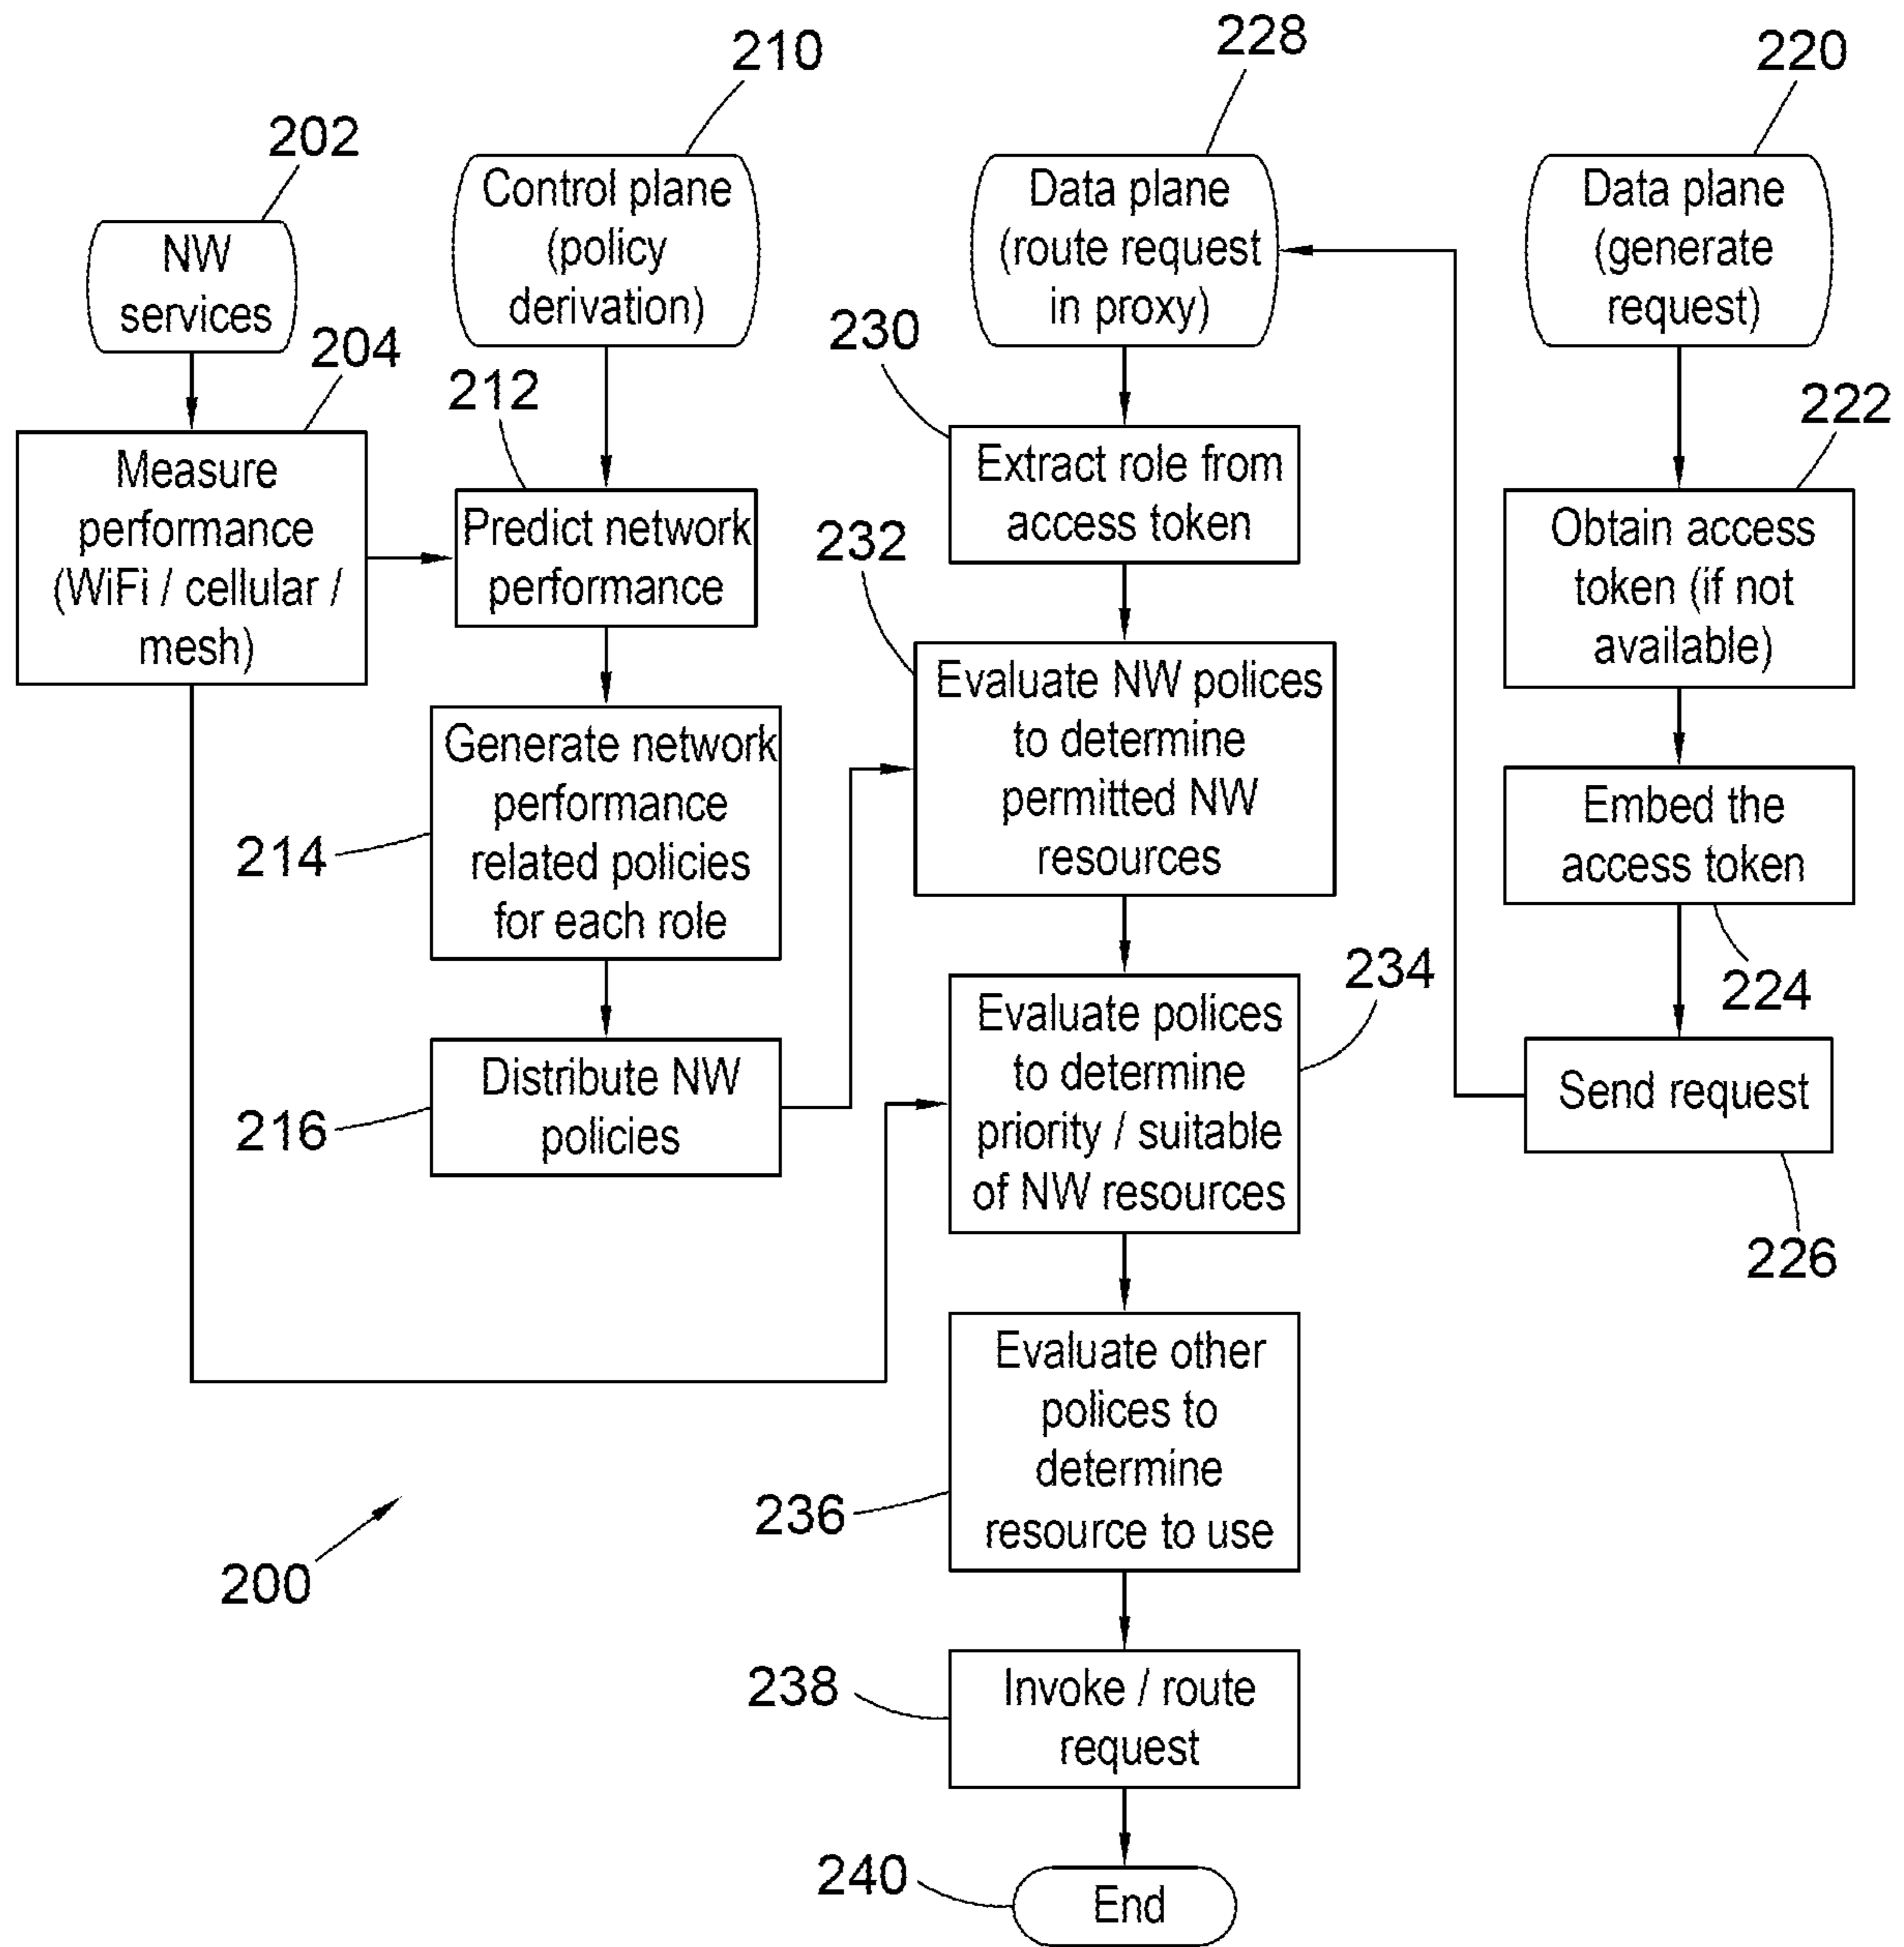 210
228
220
202
NW
services
Control plane
(policy
derivation)
Data plane
(route request
in proxy)
Data plane
(generate
request)
204
212
230
222
Measure
performance
(WiFi / cellular /
mesh)
Predict network
performance
Extract role from
access token
Obtain access
token (if not
available)
232
214
Generate network
performance
related policies
for each role
Evaluate NW polices
to determine
permitted NW
resources
Embed the
access token
224
216
Distribute NW
policies
234
Evaluate polices
to determine
priority / suitable
of NW resources
Send request
226
236
Evaluate other
polices to
determine
resource to use
200
238
Invoke / route
request
240
End